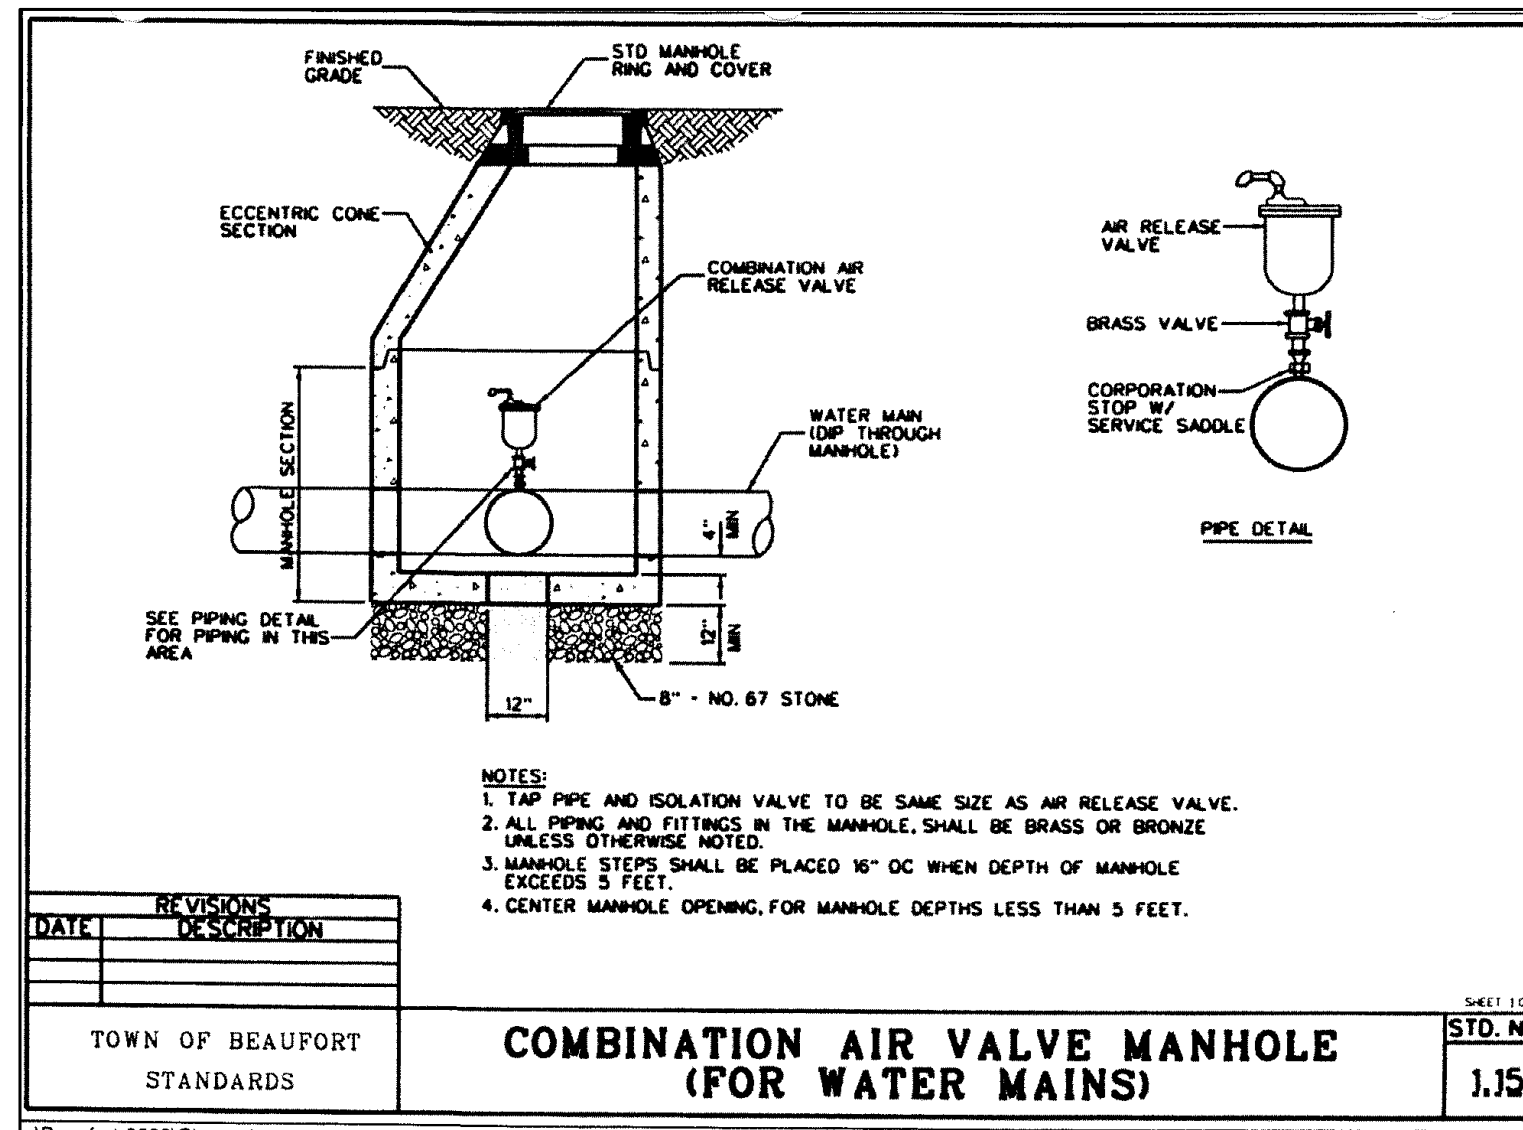 FINISHED
GRADE
STD MANHOLE
RING AND COVER
ECCENTRIC CONE
SECTION
COMBINATION AIR
RELEASE VALVE
AIR RELEASE
VALVE
BRASS VALVE
CORPORATION
STOP W/
SERVICE SADDLE
PIPE DETAIL
MANHOLE SECTION
WATER MAIN
(DIP THROUGH
MANHOLE)
4"
MIN
SEE PIPING DETAIL
FOR PIPING IN THIS
AREA
12"
MIN
12"
8" - NO. 67 STONE
NOTES:
1. TAP PIPE AND ISOLATION VALVE TO BE SAME SIZE AS AIR RELEASE VALVE.
2. ALL PIPING AND FITTINGS IN THE MANHOLE, SHALL BE BRASS OR BRONZE
UNLESS OTHERWISE NOTED.
3. MANHOLE STEPS SHALL BE PLACED 16" OC WHEN DEPTH OF MANHOLE
EXCEEDS 5 FEET.
4. CENTER MANHOLE OPENING, FOR MANHOLE DEPTHS LESS THAN 5 FEET.
REVISIONS
DATE DESCRIPTION
TOWN OF BEAUFORT
STANDARDS
COMBINATION AIR VALVE MANHOLE
(FOR WATER MAINS)
SHEET 1
STD. N
1.15